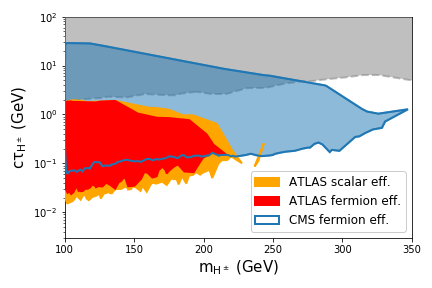 10²
10¹
10⁰
10⁻¹
10⁻²
cτ_H± (GeV)
ATLAS scalar eff.
ATLAS fermion eff.
CMS fermion eff.
100 150 200 250 300 350
m_H± (GeV)